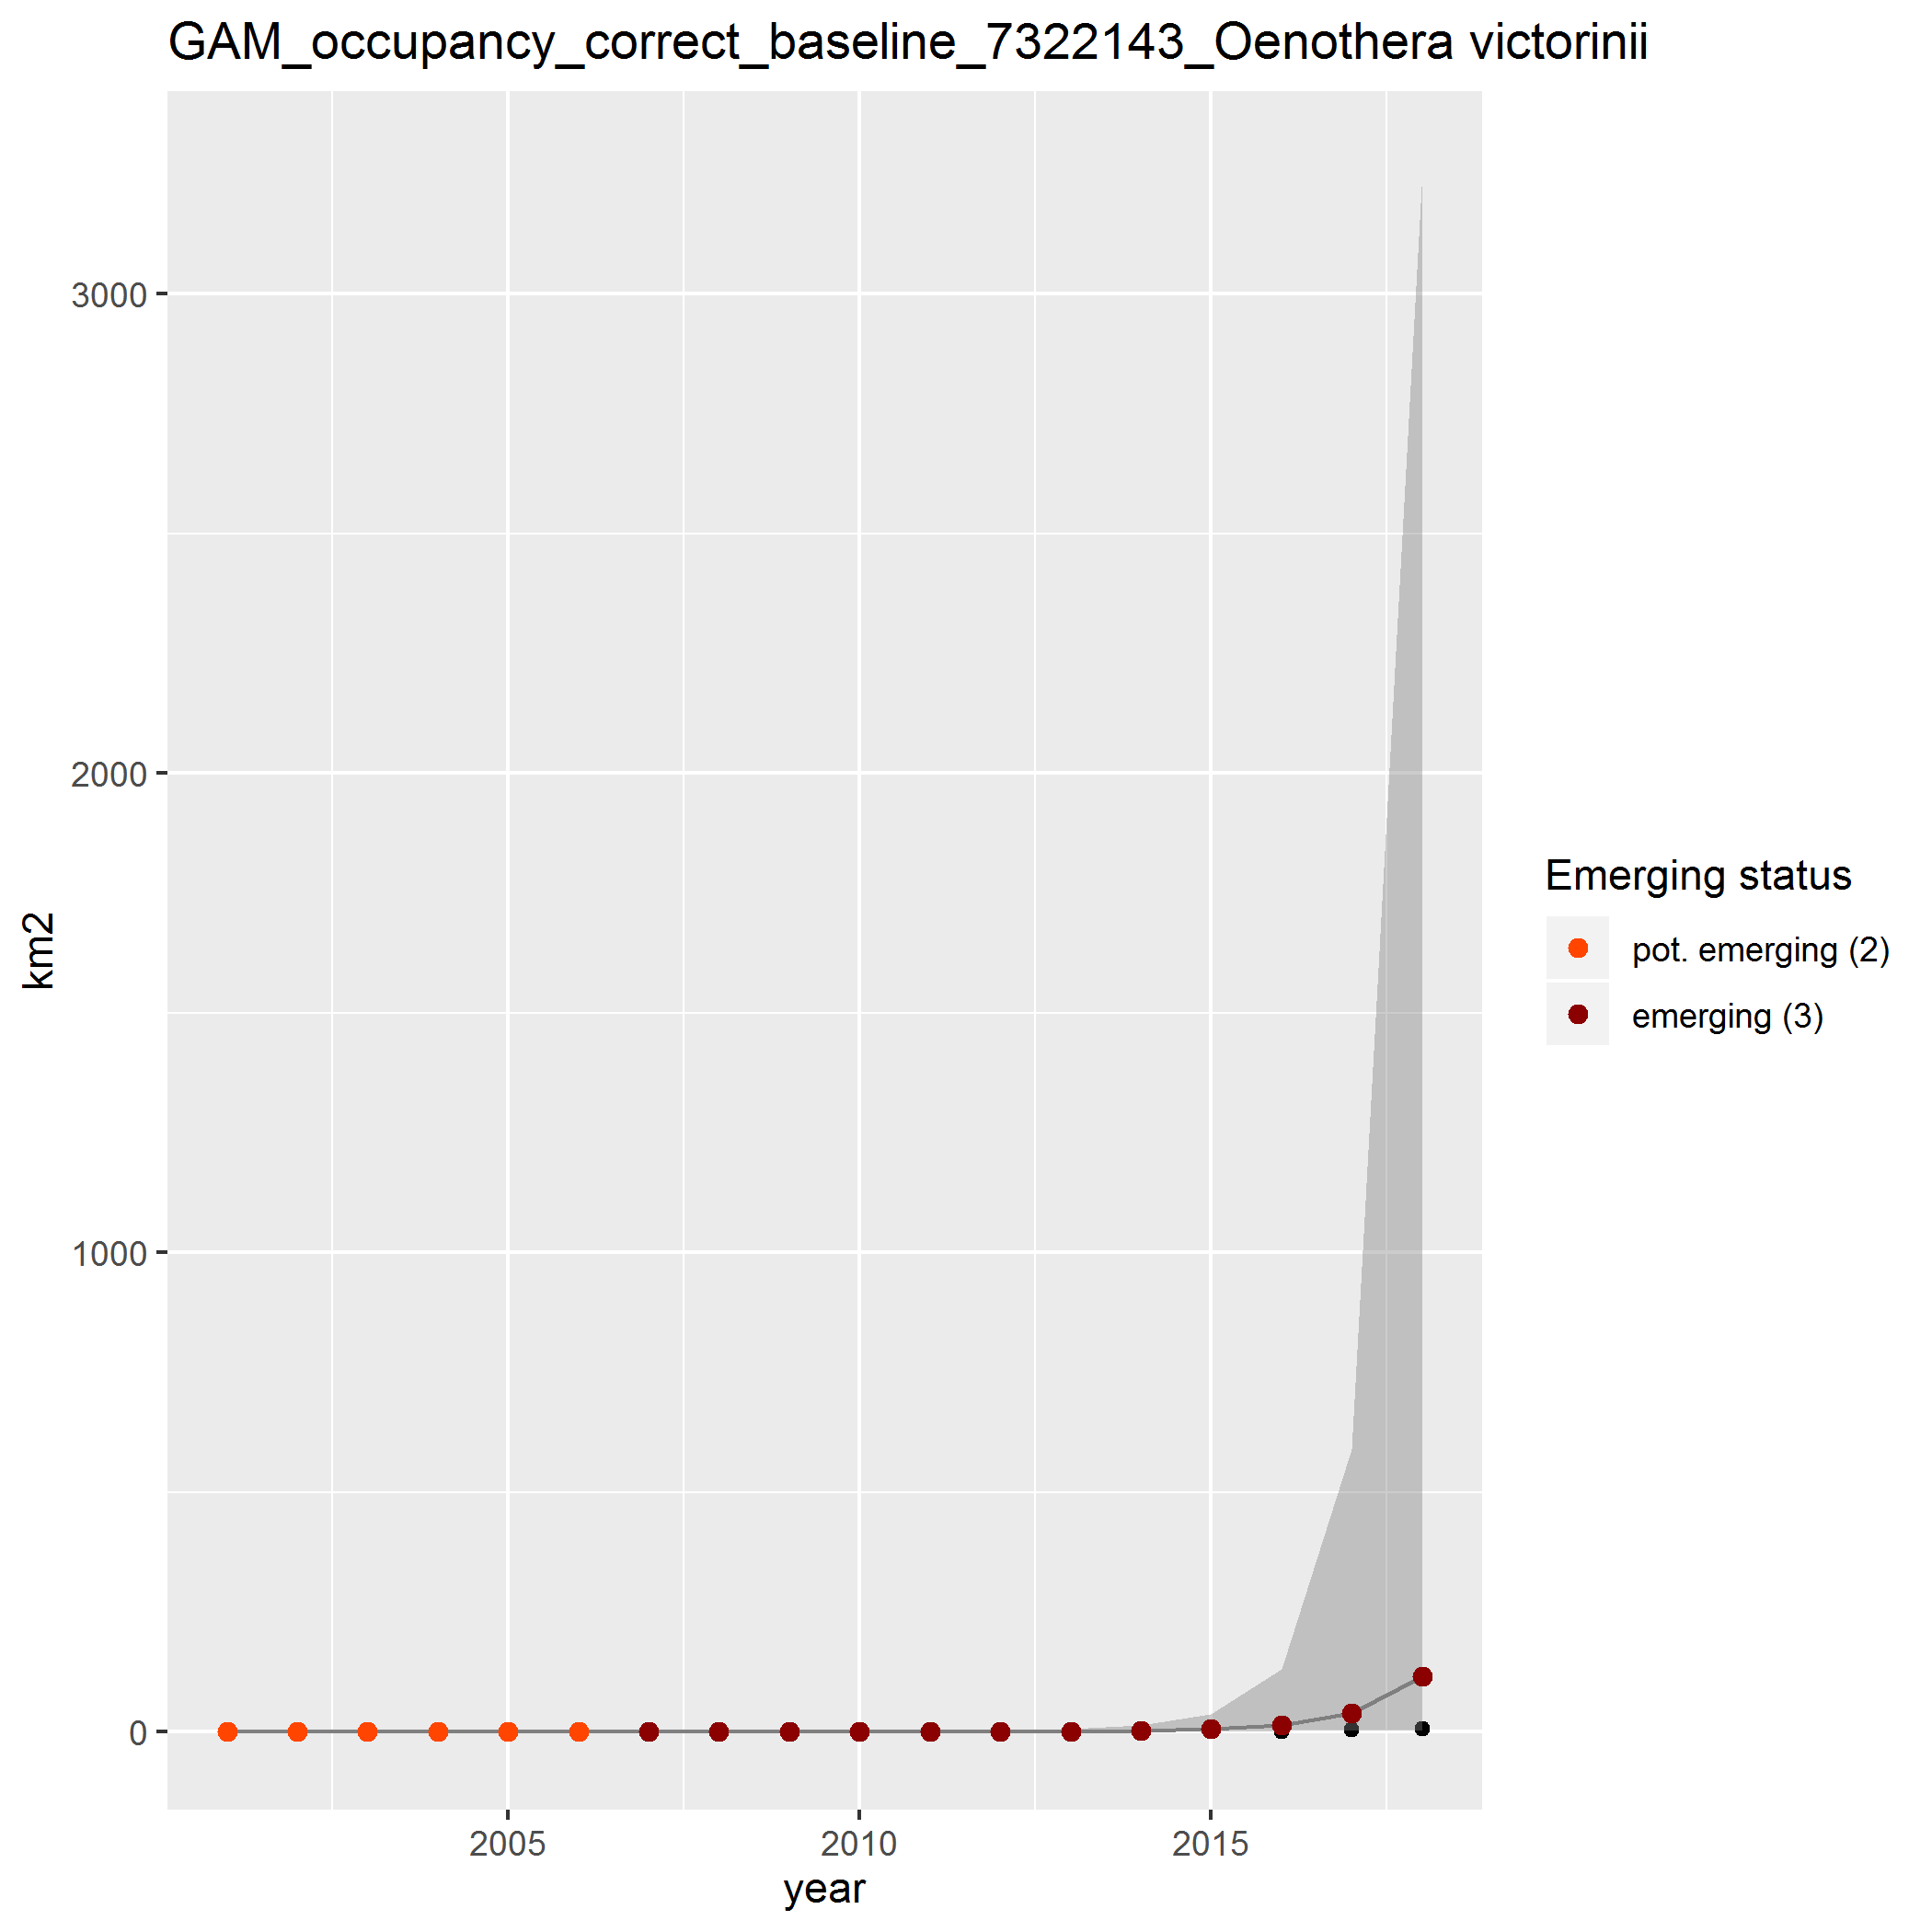 GAM_occupancy_correct_baseline_7322143_Oenothera victorinii
3000
2000
1000
0
km2
2005
2010
2015
year
Emerging status
pot. emerging (2)
emerging (3)